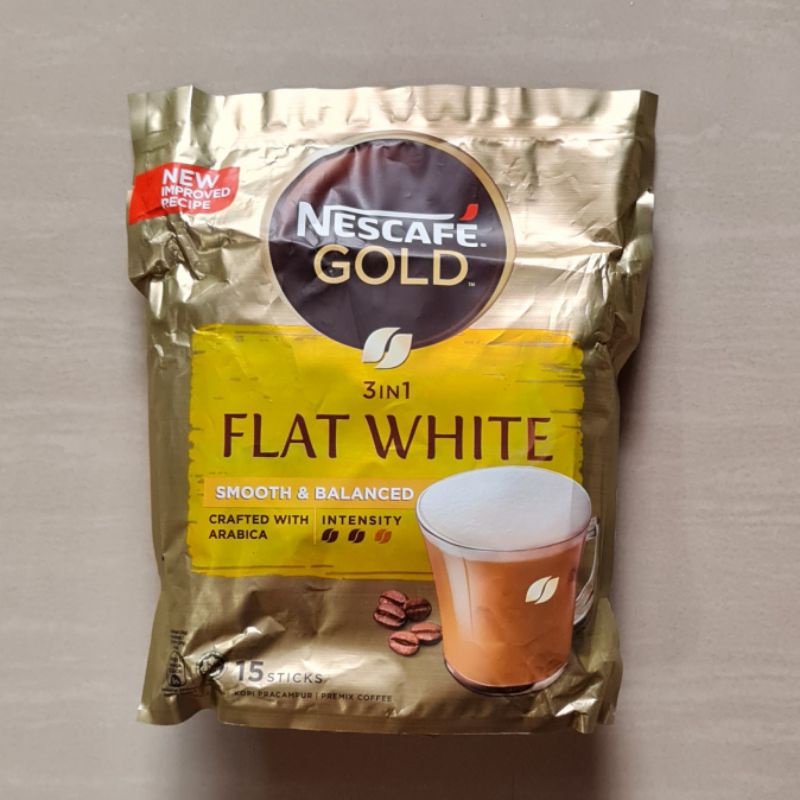 NEW
IMPROVED
RECIPE
NESCAFÉ.
GOLD™
3IN1
FLAT WHITE
SMOOTH & BALANCED
CRAFTED WITH
ARABICA
INTENSITY
15 STICKS
KOPI PRACAMPUR | PREMIX COFFEE